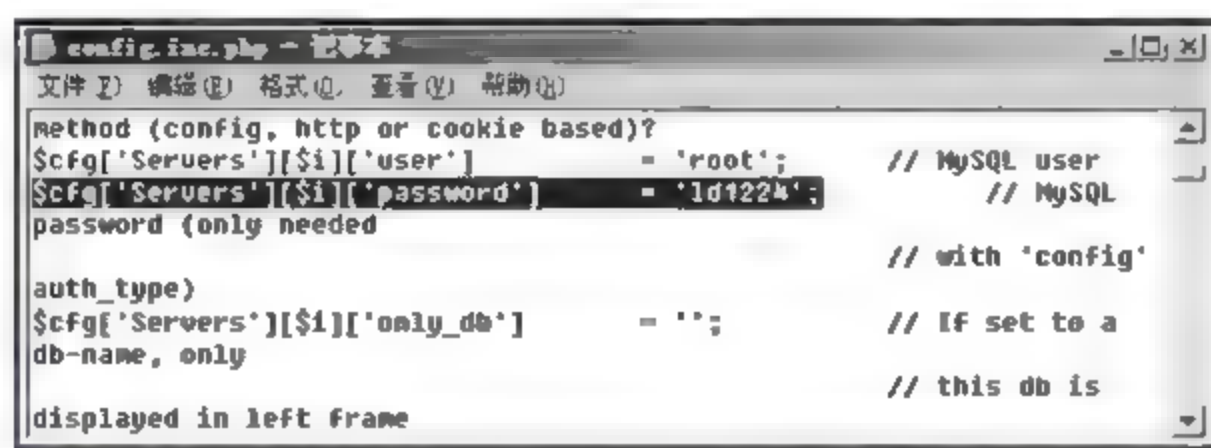 config.inc.php - 记事本
文件(F) 编辑(E) 格式(O) 查看(V) 帮助(H)
method (config, http or cookie based)?
$cfg['Servers'][$i]['user'] = 'root'; // MySQL user
$cfg['Servers'][$i]['password'] = 'ld1224'; // MySQL
password (only needed
// with 'config'
auth_type)
$cfg['Servers'][$i]['only_db'] = ''; // If set to a
db-name, only
// this db is
displayed in left frame